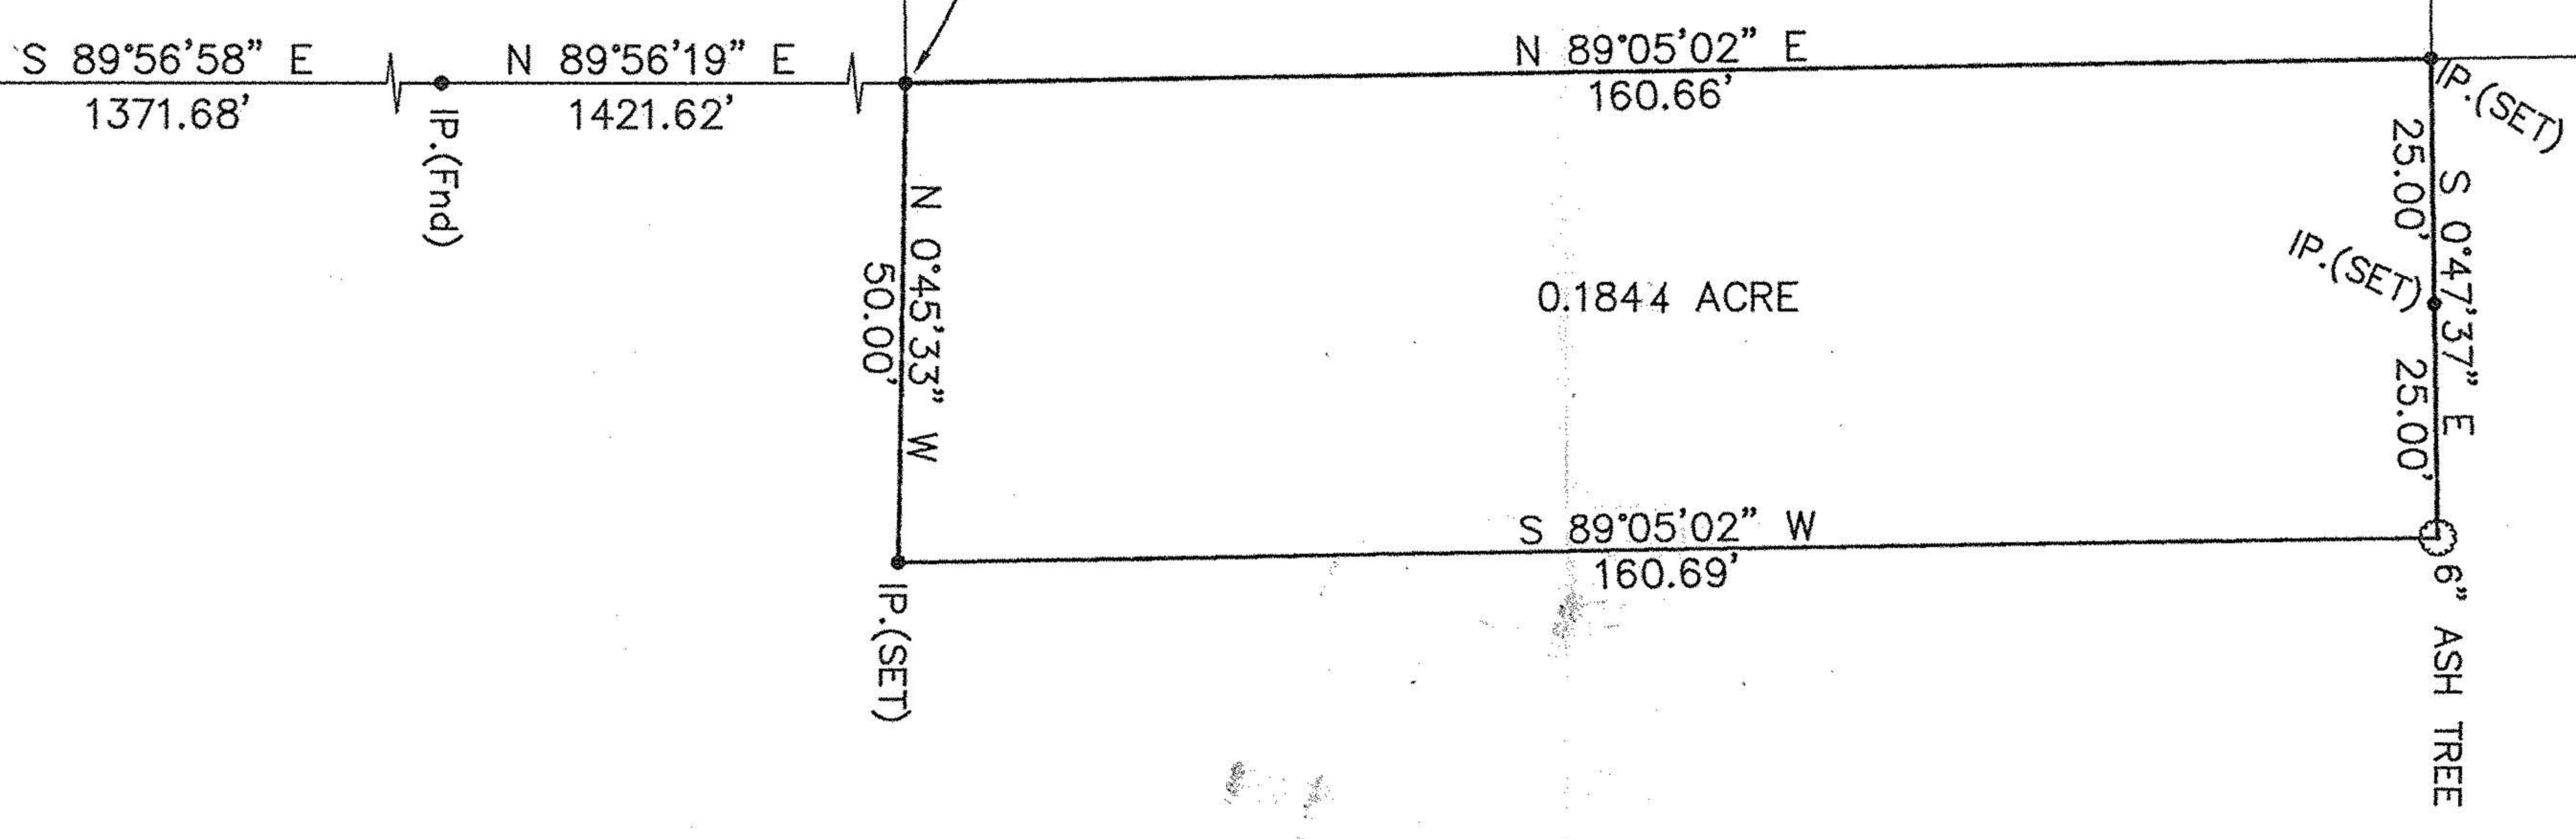 S 89°56'58" E
1371.68'
IP.(Fnd)
N 89°56'19" E
1421.62'
N 89°05'02" E
160.66'
IP.(SET)
25.00'
S 0°47'37" E
IP.(SET)
25.00'
N 0°45'33" W
50.00'
0.1844 ACRE
S 89°05'02" W
160.69'
IP.(SET)
6" ASH TREE